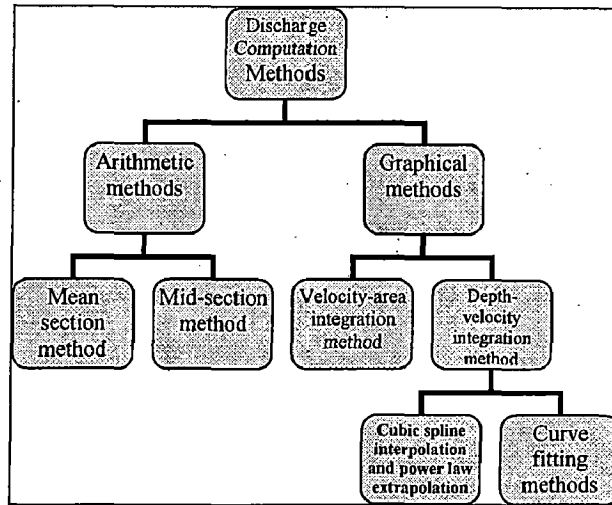 Discharge
Computation
Methods
Arithmetic
methods
Graphical
methods
Mean
section
method
Mid-section
method
Velocity-area
integration
method
Depth-
velocity
integration
method
Cubic spline
interpolation
and power law
extrapolation
Curve
fitting
methods